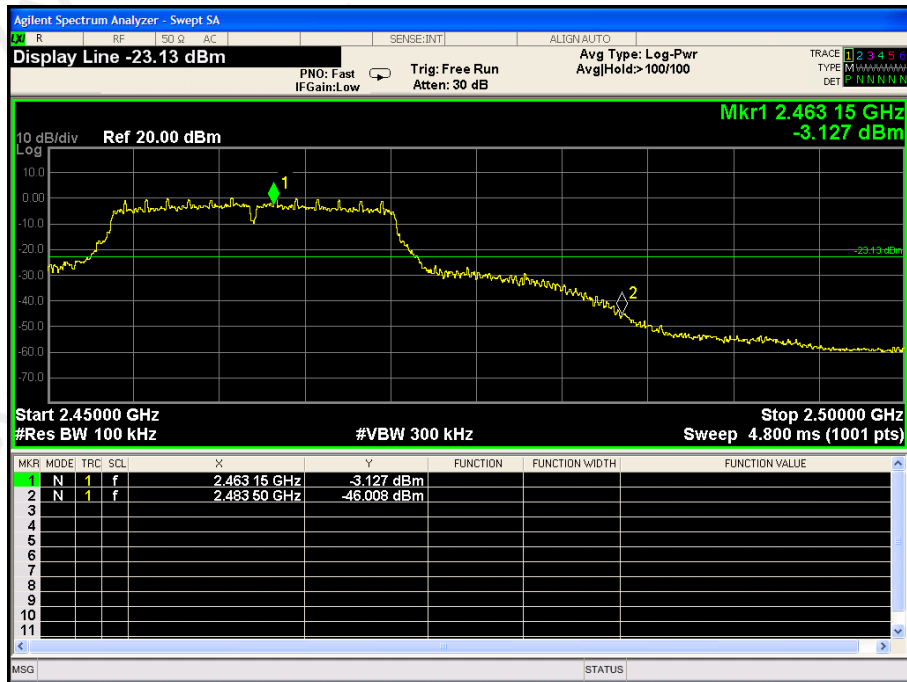 Agilent Spectrum Analyzer - Swept SA
LXI R RF 50 Ω AC SENSE:INT ALIGN AUTO
Display Line -23.13 dBm
PNO: Fast
IFGain:Low
Trig: Free Run
Atten: 30 dB
Avg Type: Log-Pwr
Avg|Hold:> 100/100
TRACE 1 2 3 4 5 6
TYPE M
DET P N N N N N
Mkr1 2.463 15 GHz
-3.127 dBm
10 dB/div Ref 20.00 dBm
Log
10.0
0.00
-10.0
-20.0
-30.0
-40.0
-50.0
-60.0
-70.0
1
-23.13 dBm
2
Start 2.45000 GHz Stop 2.50000 GHz
#Res BW 100 kHz #VBW 300 kHz Sweep 4.800 ms (1001 pts)
MKR MODE TRC SCL X Y FUNCTION FUNCTION WIDTH FUNCTION VALUE
1 N 1 f 2.463 15 GHz -3.127 dBm
2 N 1 f 2.483 50 GHz -46.008 dBm
3
4
5
6
7
8
9
10
11
MSG STATUS